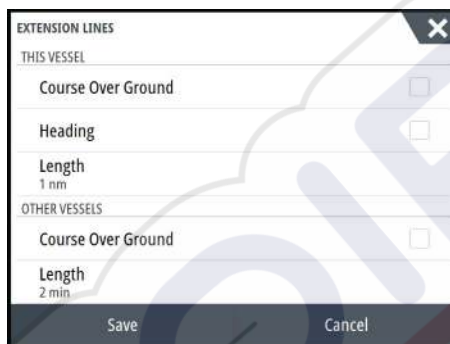 EXTENSION LINES
THIS VESSEL
Course Over Ground
Heading
Length
1 nm
OTHER VESSELS
Course Over Ground
Length
2 min
Save Cancel